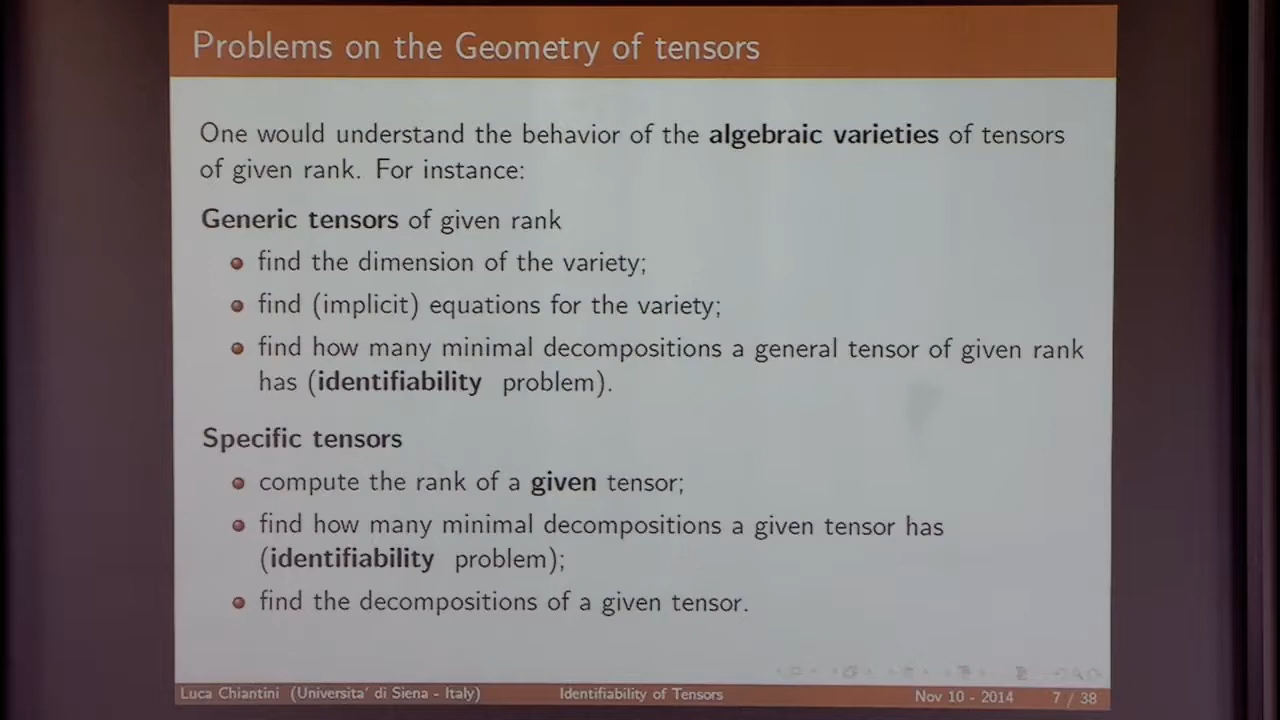 Problems on the Geometry of tensors
One would understand the behavior of the algebraic varieties of tensors
of given rank. For instance:
Generic tensors of given rank
find the dimension of the variety;
find (implicit) equations for the variety;
find how many minimal decompositions a general tensor of given rank
has (identifiability problem).
Specific tensors
compute the rank of a given tensor;
find how many minimal decompositions a given tensor has
(identifiability problem);
find the decompositions of a given tensor.
Luca Chiantini (Universita' di Siena - Italy) Identifiability of Tensors Nov 10 - 2014 7 / 38